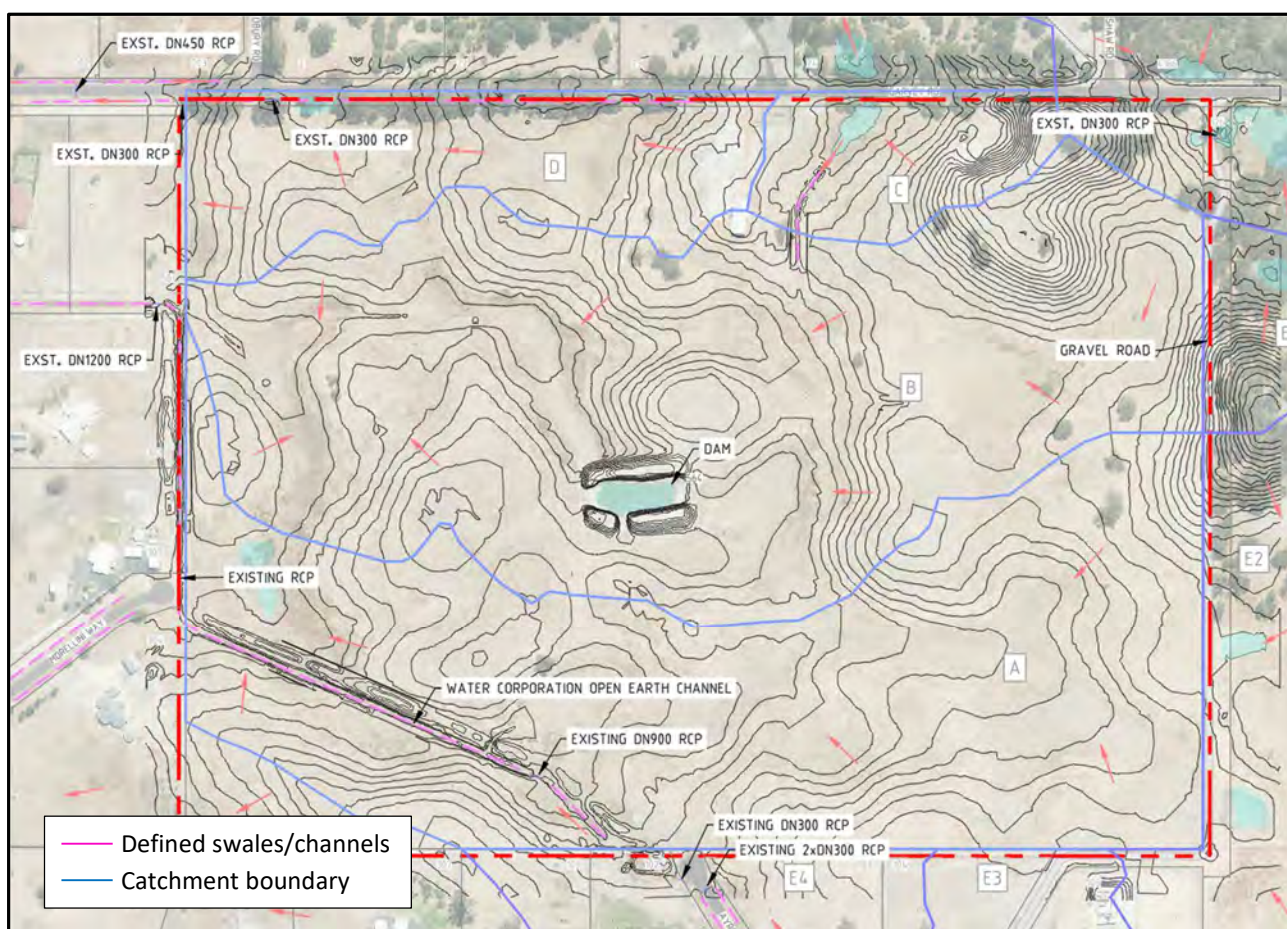 EXST. DN450 RCP
EXST. DN300 RCP
EXST. DN300 RCP
EXST. DN300 RCP
D
C
EXST. DN1200 RCP
GRAVEL ROAD
B
DAM
E2
EXISTING RCP
MORELLINI WAY
A
WATER CORPORATION OPEN EARTH CHANNEL
EXISTING DN900 RCP
EXISTING DN300 RCP
EXISTING 2xDN300 RCP
E4
E3
Defined swales/channels
Catchment boundary